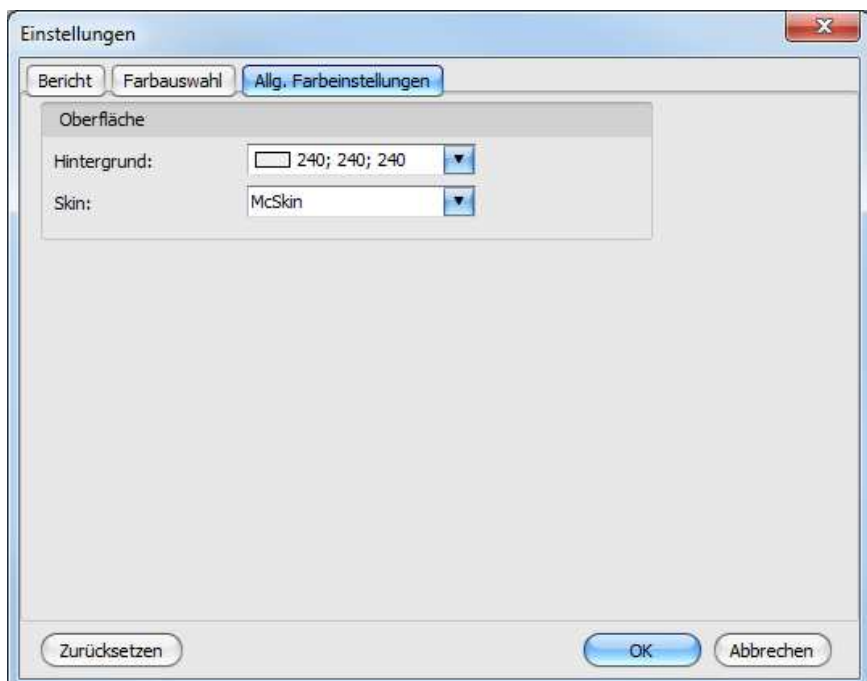 Einstellungen
Bericht Farbauswahl Allg. Farbeinstellungen
Oberfläche
Hintergrund: 240; 240; 240
Skin: McSkin
Zurücksetzen OK Abbrechen